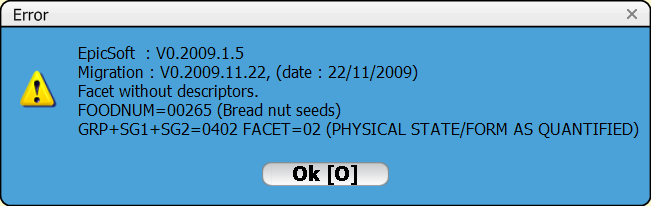 Error
EpicSoft : V0.2009.1.5
Migration : V0.2009.11.22, (date : 22/11/2009)
Facet without descriptors.
FOODNUM=00265 (Bread nut seeds)
GRP+SG1+SG2=0402 FACET=02 (PHYSICAL STATE/FORM AS QUANTIFIED)
Ok [O]